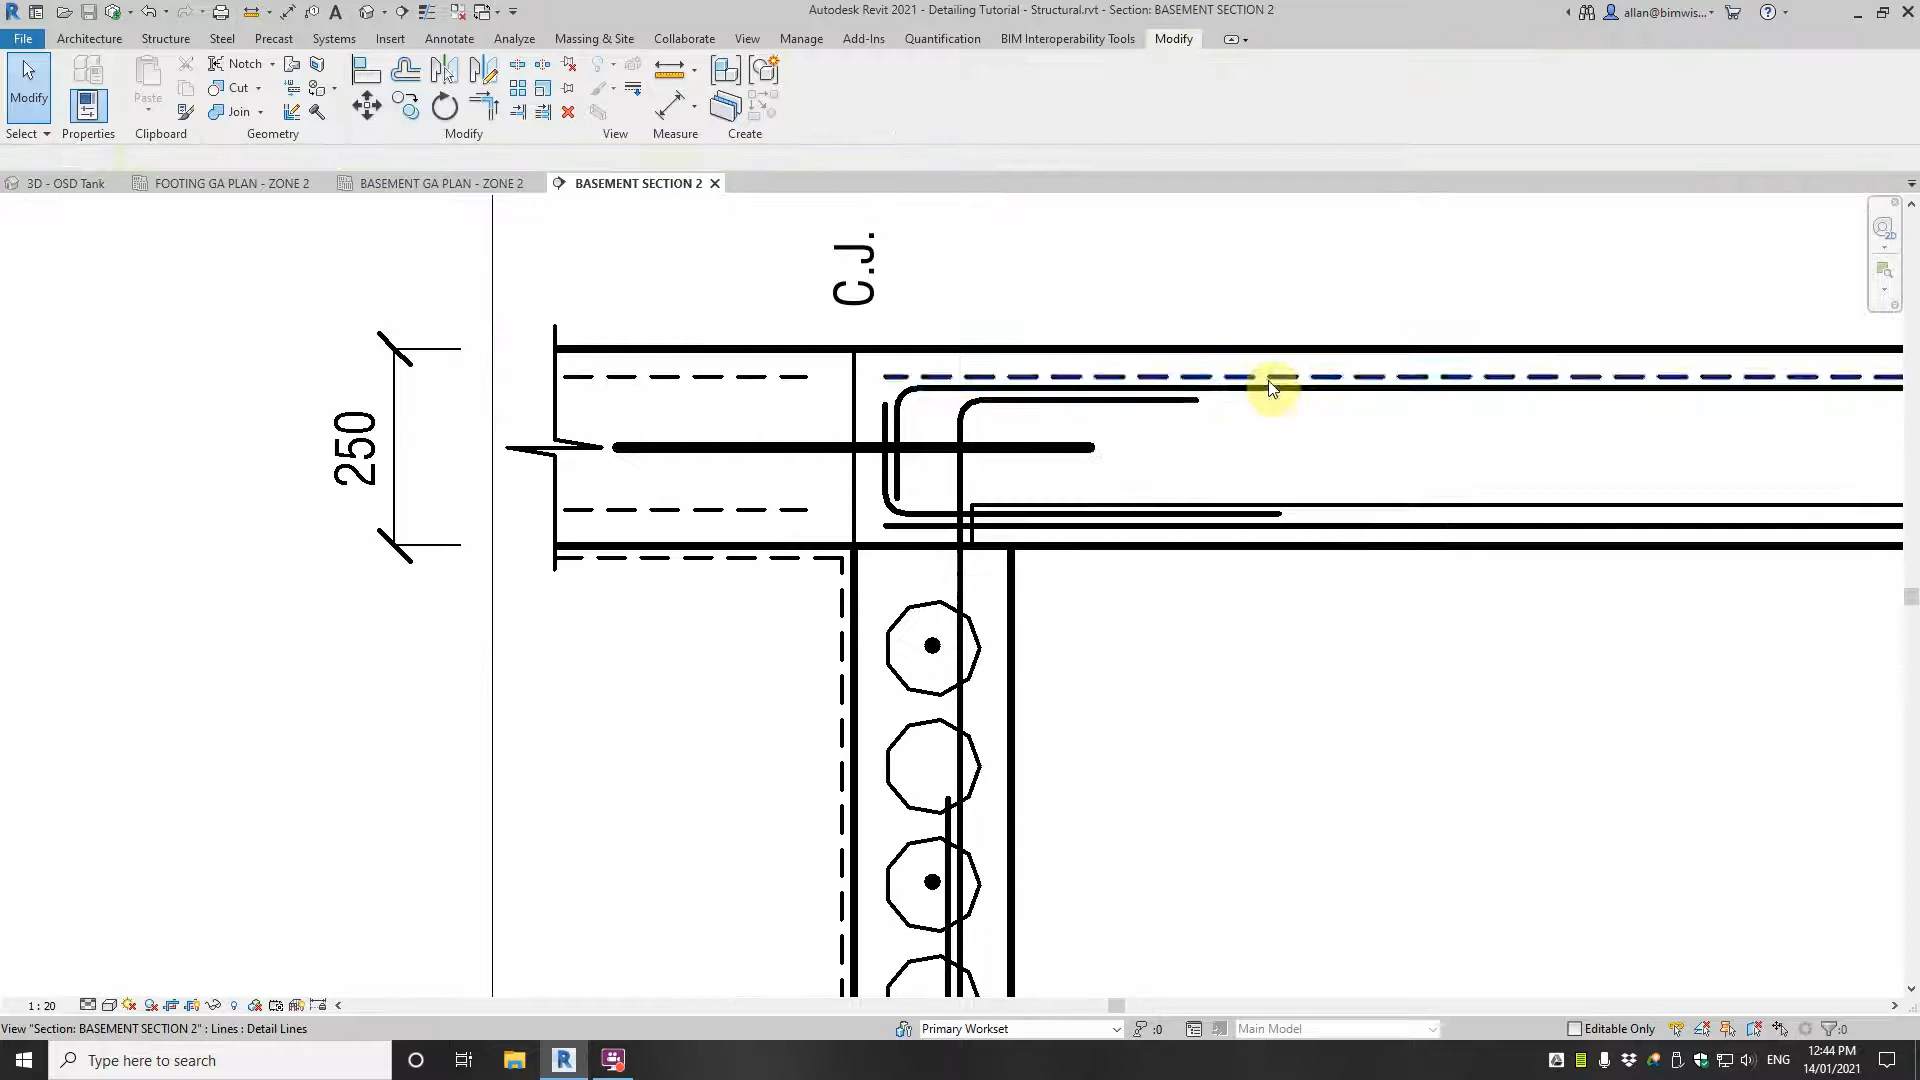 Autodesk Revit 2021 - Detailing Tutorial - Structural.rvt - Section: BASEMENT SECTION 2
allan@bimwis...
File Architecture Structure Steel Precast Systems Insert Annotate Analyze Massing & Site Collaborate View Manage Add-Ins Quantification BIM Interoperability Tools Modify
Modify Paste Notch Cut Join
Select Properties Clipboard Geometry Modify View Measure Create
3D - OSD Tank FOOTING GA PLAN - ZONE 2 BASEMENT GA PLAN - ZONE 2 BASEMENT SECTION 2
2D
C.J.
250
1 : 20
View "Section: BASEMENT SECTION 2" : Lines : Detail Lines Primary Workset :0 Main Model Editable Only :0
Type here to search ENG 12:44 PM
14/01/2021